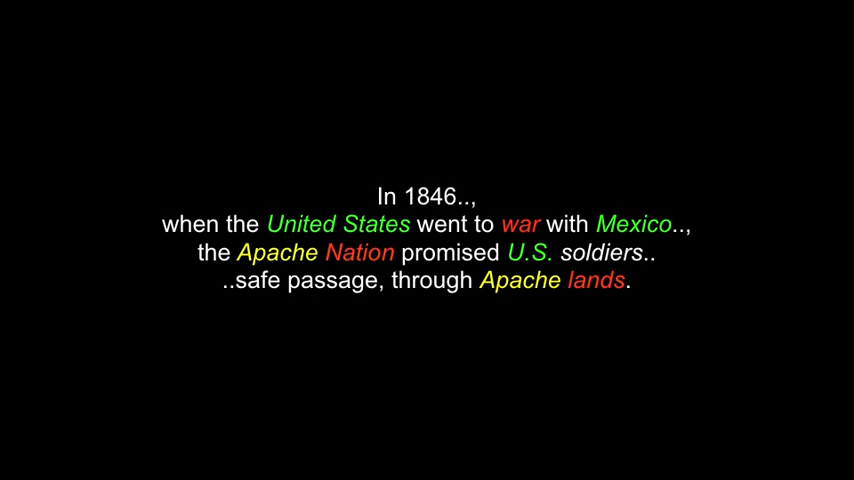 In 1846..,
when the United States went to war with Mexico..,
the Apache Nation promised U.S. soldiers..
..safe passage, through Apache lands.